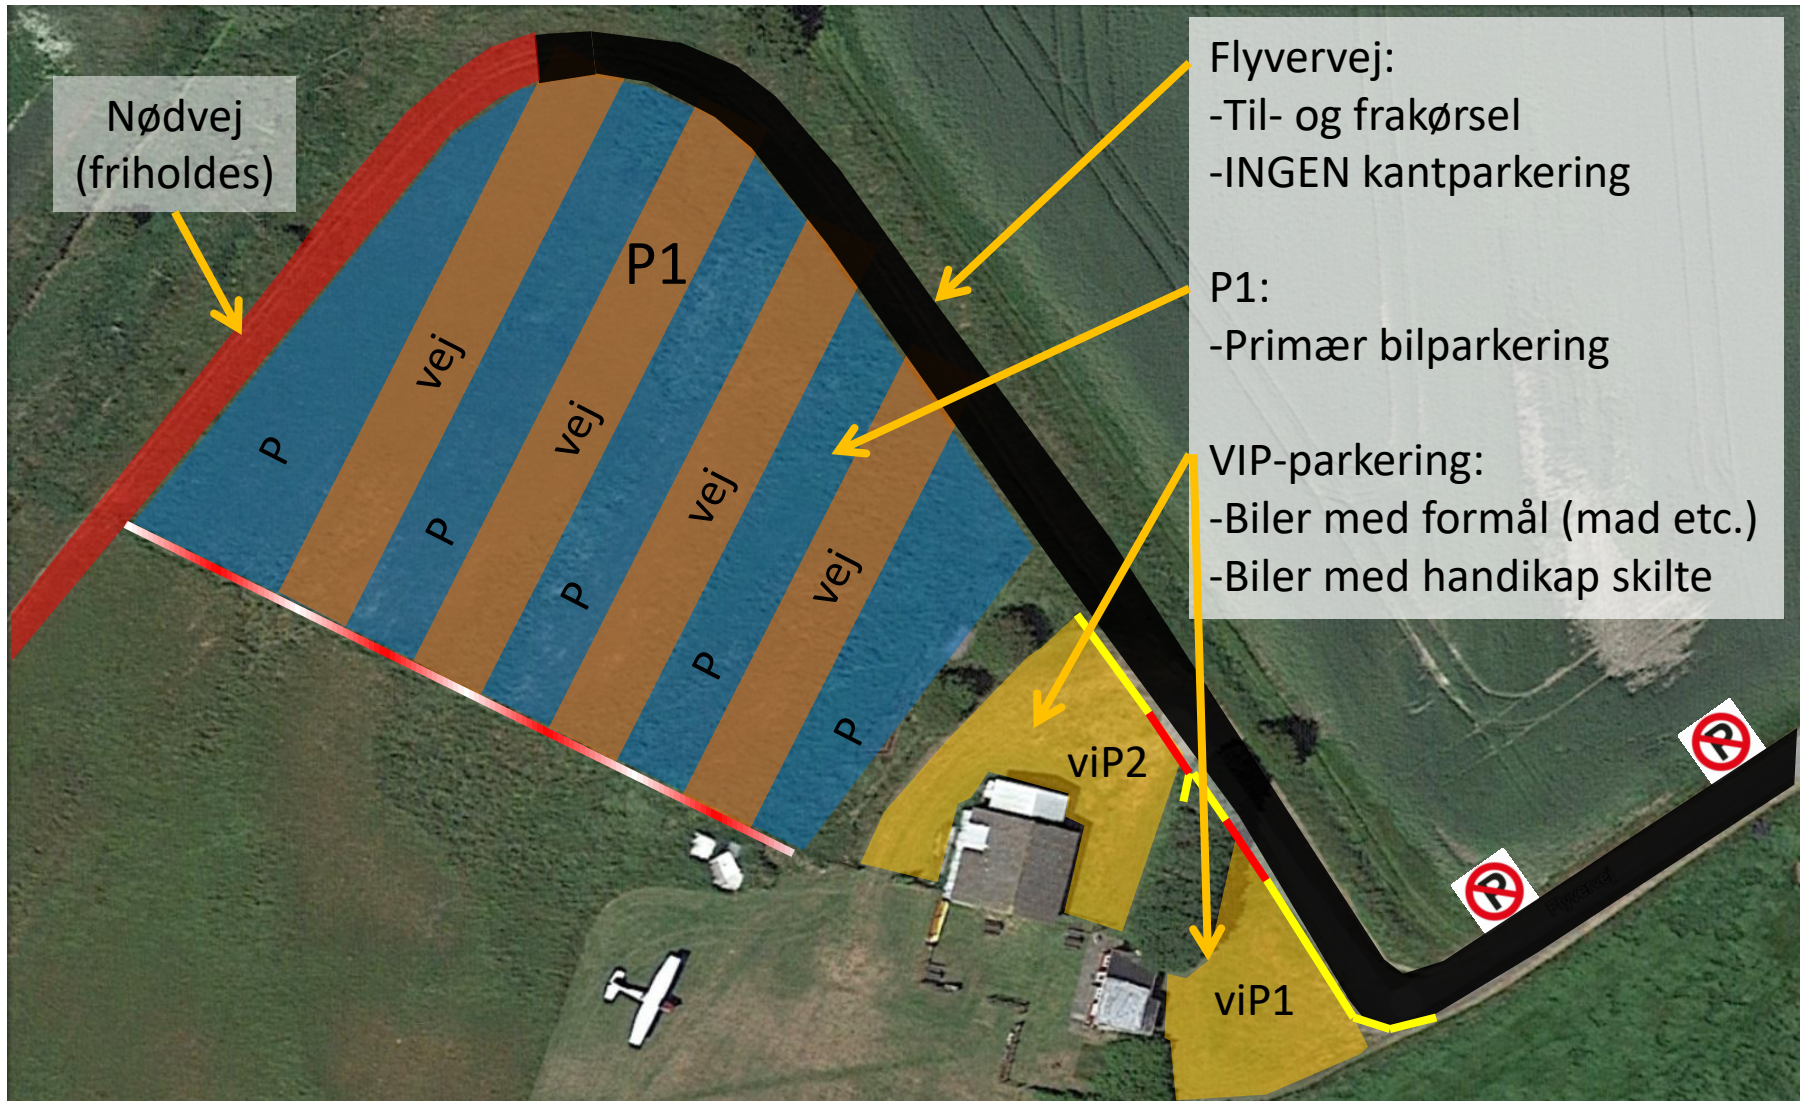 Nødvej
(friholdes)
Flyvervej:
-Til- og frakørsel
-INGEN kantparkering
P1:
-Primær bilparkering
VIP-parkering:
-Biler med formål (mad etc.)
-Biler med handikap skilte
P1
vej
vej
vej
vej
P
P
P
P
P
viP2
viP1
P
P